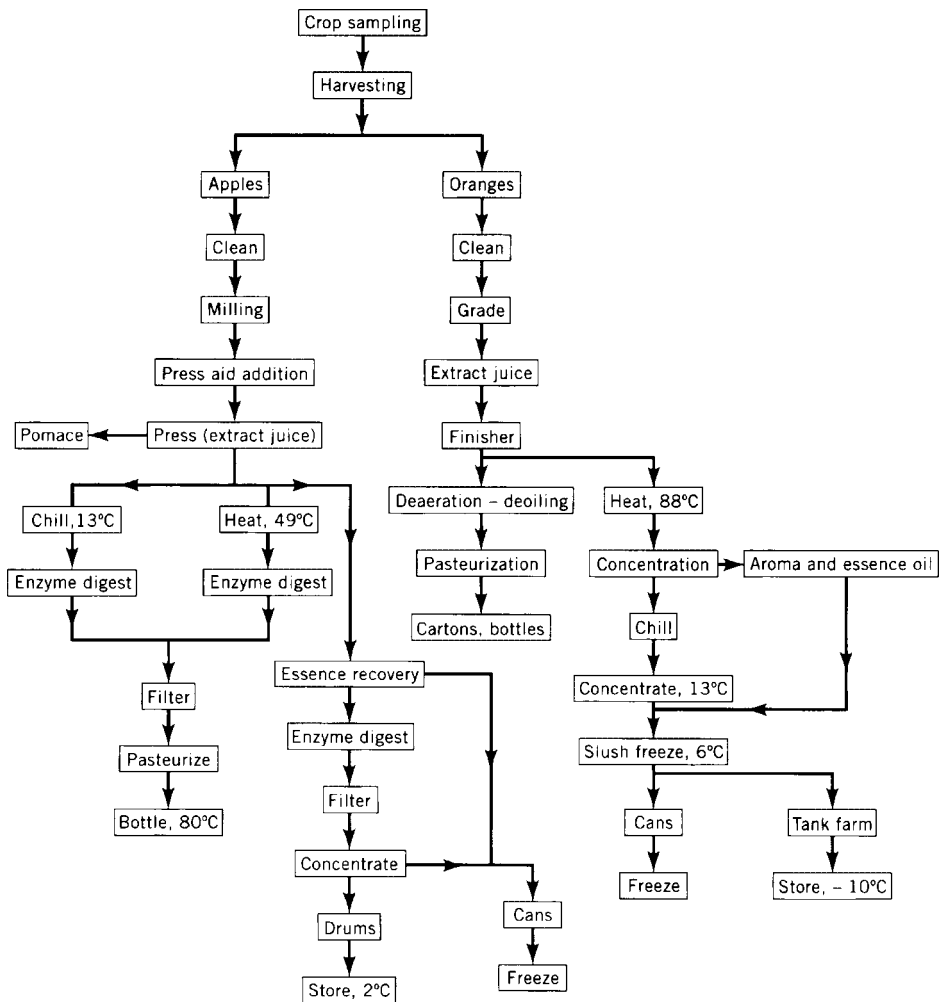 Crop sampling
Harvesting
Apples
Oranges
Clean
Clean
Milling
Grade
Press aid addition
Extract juice
Pomace
Press (extract juice)
Finisher
Chill,13°C
Heat, 49°C
Deaeration – deoiling
Heat, 88°C
Enzyme digest
Enzyme digest
Pasteurization
Concentration
Aroma and essence oil
Cartons, bottles
Chill
Essence recovery
Concentrate, 13°C
Filter
Enzyme digest
Slush freeze, 6°C
Pasteurize
Filter
Bottle, 80°C
Cans
Tank farm
Concentrate
Freeze
Store, – 10°C
Drums
Cans
Store, 2°C
Freeze